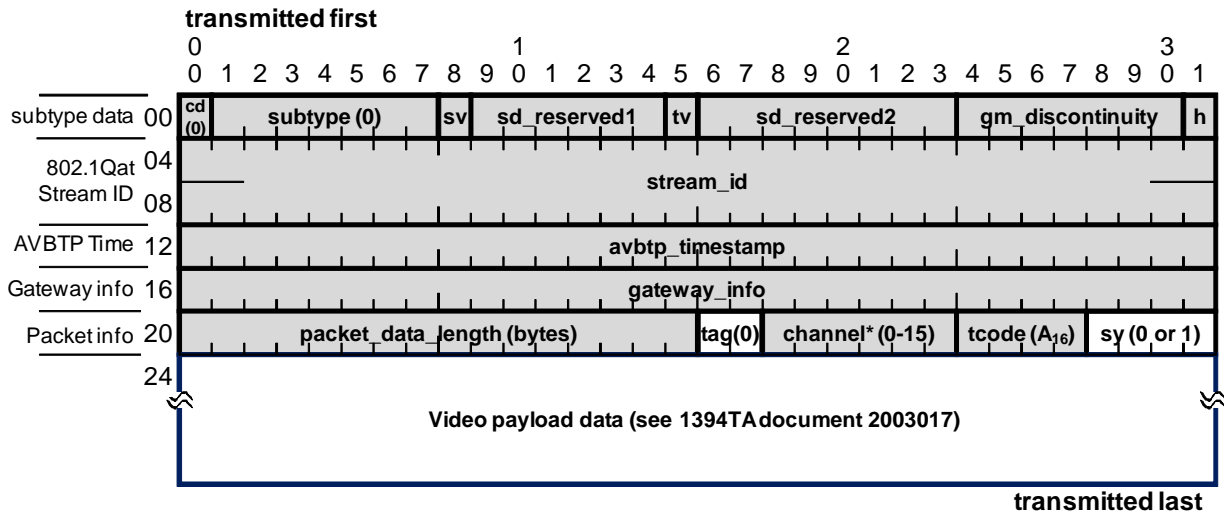 transmitted first
0 1 2 3
0 1 2 3 4 5 6 7 8 9 0 1 2 3 4 5 6 7 8 9 0 1 2 3 4 5 6 7 8 9 0 1
subtype data 00 cd (0) subtype (0) sv sd_reserved1 tv sd_reserved2 gm_discontinuity h
802.1Qat Stream ID 04
08 stream_id
AVBTP Time 12 avbtp_timestamp
Gateway info 16 gateway_info
Packet info 20 packet_data_length (bytes) tag(0) channel* (0-15) tcode (A₁₆) sy (0 or 1)
24
Video payload data (see 1394TA document 2003017)
transmitted last